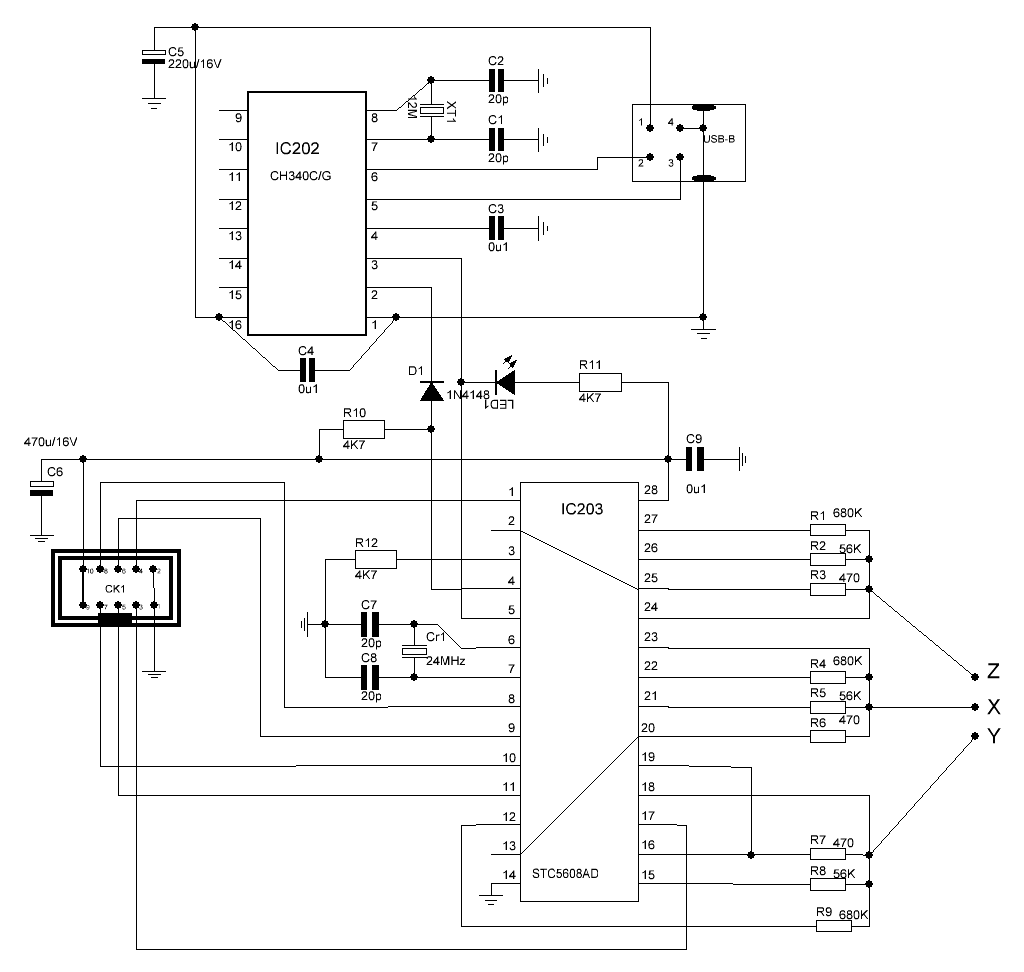 C5
220u/16V
C2
20p
12M
XT1
C1
20p
9
8
10
7
IC202
CH340C/G
11
6
12
5
13
4
14
3
15
2
16
1
1
4
USB-B
2
3
C3
0u1
C4
0u1
D1
1N4148
LED1
R11
4K7
R10
4K7
470u/16V
C6
C9
0u1
IC203
1
28
2
27
3
26
4
25
5
24
6
23
7
22
8
21
9
20
10
19
11
18
12
17
13
16
14
15
STC5608AD
R12
4K7
C7
20p
Cr1
24MHz
C8
20p
10
8
6
4
2
CK1
9
7
5
3
1
R1 680K
R2 56K
R3 470
R4 680K
R5 56K
R6 470
Z
X
Y
R7 470
R8 56K
R9 680K